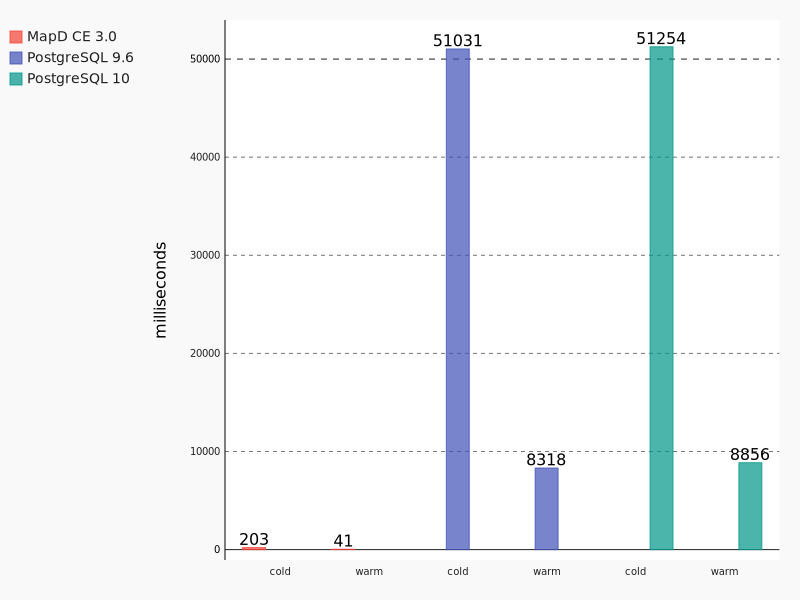 MapD CE 3.0
PostgreSQL 9.6
PostgreSQL 10
milliseconds
50000
40000
30000
20000
10000
0
203
41
51031
8318
51254
8856
cold
warm
cold
warm
cold
warm